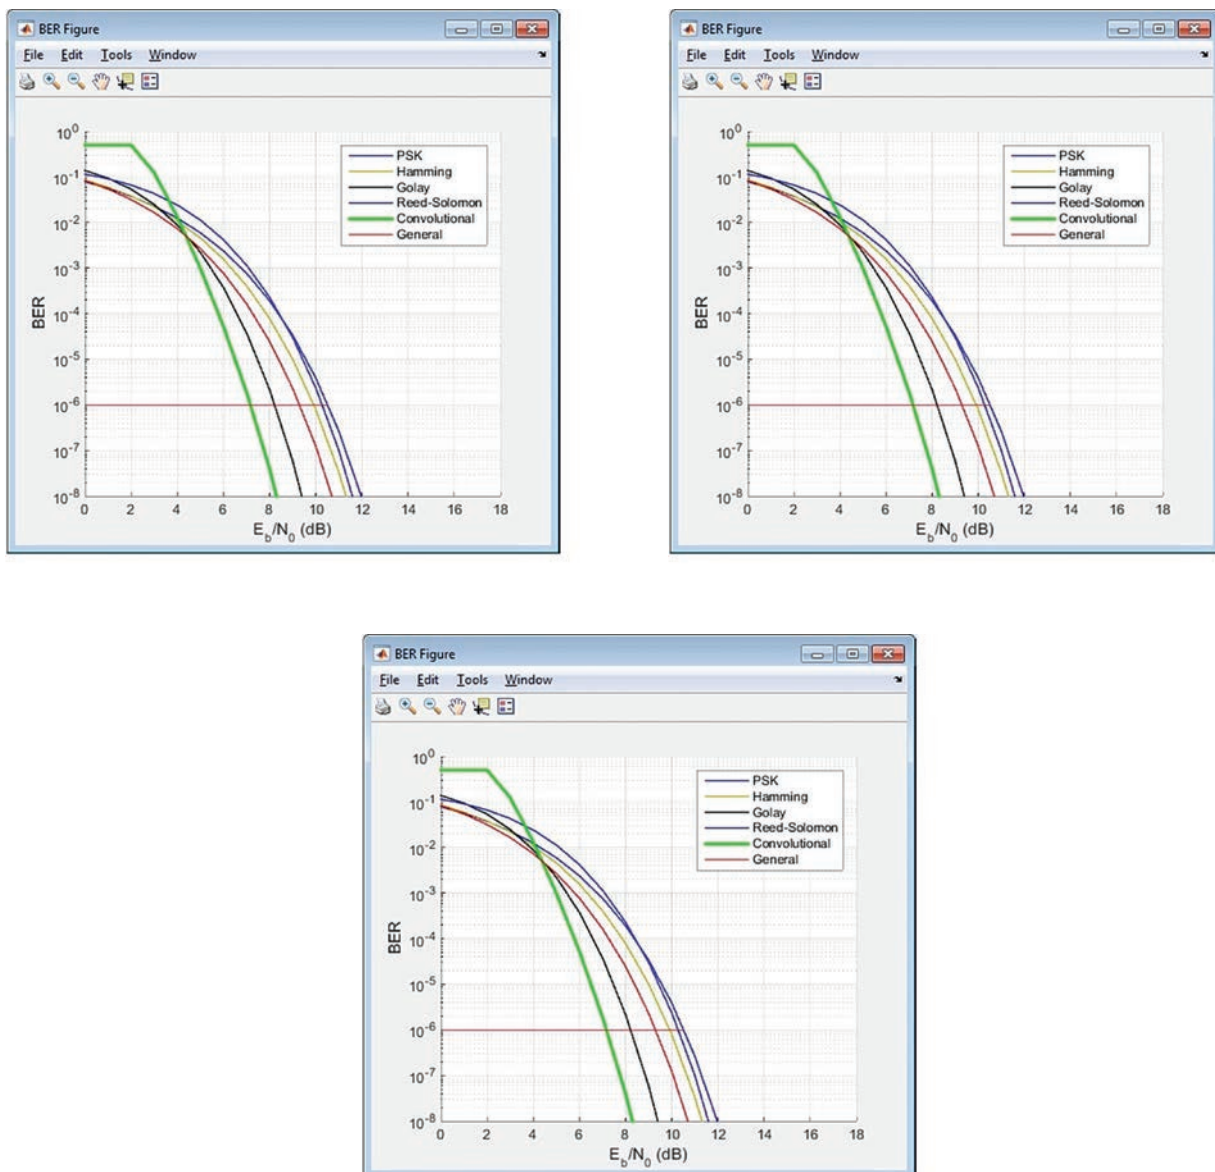 BER Figure
File Edit Tools Window
10^0
10^-1
10^-2
10^-3
10^-4
10^-5
10^-6
10^-7
10^-8
BER
PSK
Hamming
Golay
Reed-Solomon
Convolutional
General
0 2 4 6 8 10 12 14 16 18
E_b/N_0 (dB)
BER Figure
File Edit Tools Window
10^0
10^-1
10^-2
10^-3
10^-4
10^-5
10^-6
10^-7
10^-8
BER
PSK
Hamming
Golay
Reed-Solomon
Convolutional
General
0 2 4 6 8 10 12 14 16 18
E_b/N_0 (dB)
BER Figure
File Edit Tools Window
10^0
10^-1
10^-2
10^-3
10^-4
10^-5
10^-6
10^-7
10^-8
BER
PSK
Hamming
Golay
Reed-Solomon
Convolutional
General
0 2 4 6 8 10 12 14 16 18
E_b/N_0 (dB)